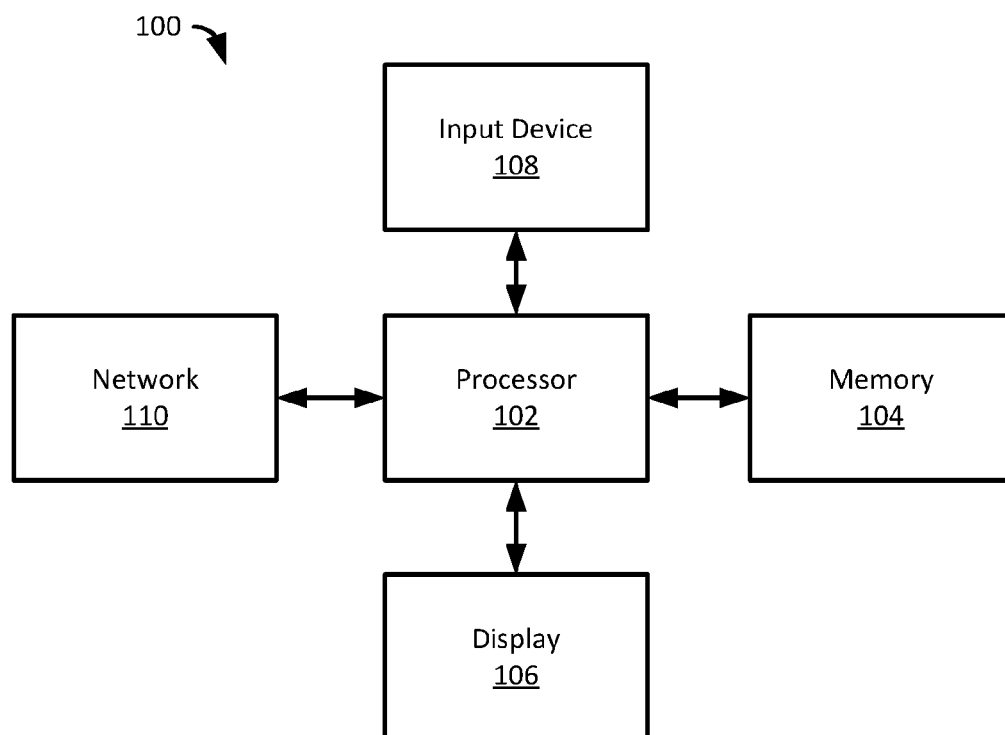 100
Input Device
108
Network
110
Processor
102
Memory
104
Display
106